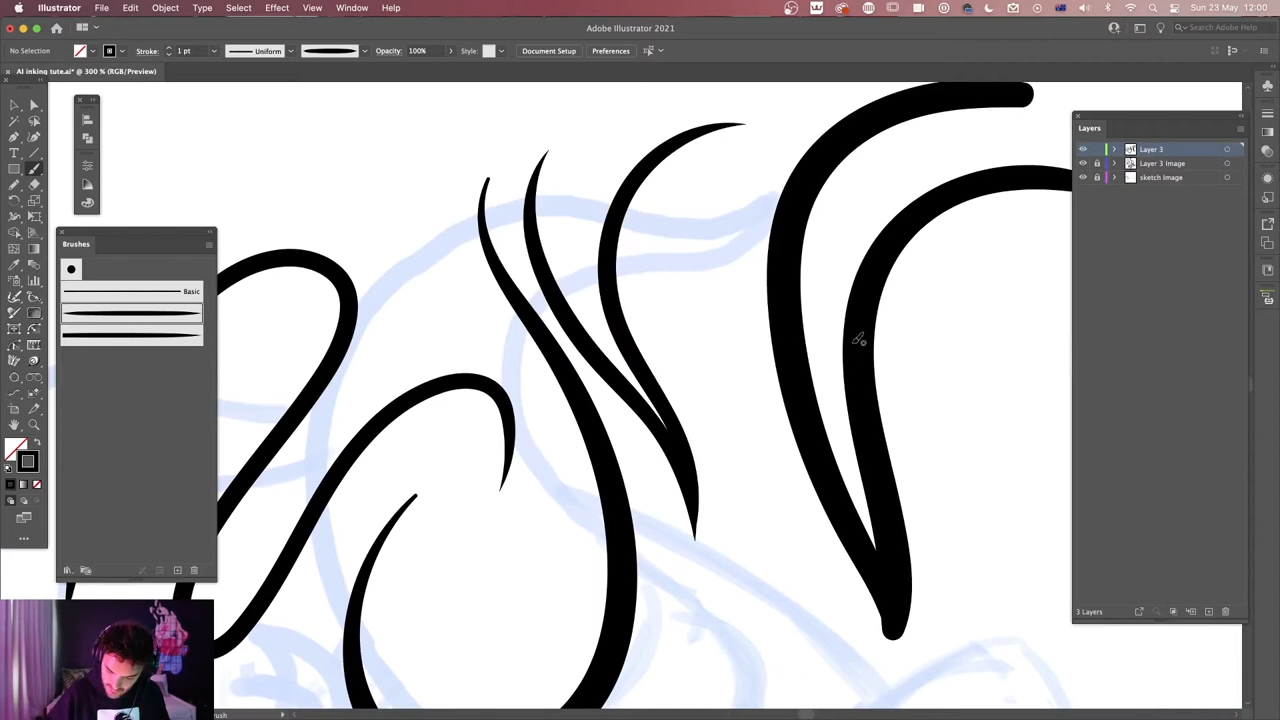 Illustrator File Edit Object Type Select Effect View Window Help Sun 23 May 12:00
Adobe Illustrator 2021
Search Adobe Help
No Selection Stroke: 1 pt Uniform Opacity: 100% Style: Document Setup Preferences
AI inking tute.ai* @ 300 % (RGB/Preview)
Layers
Layer 3
Layer 3 Image
sketch Image
Brushes
Basic
3 Layers